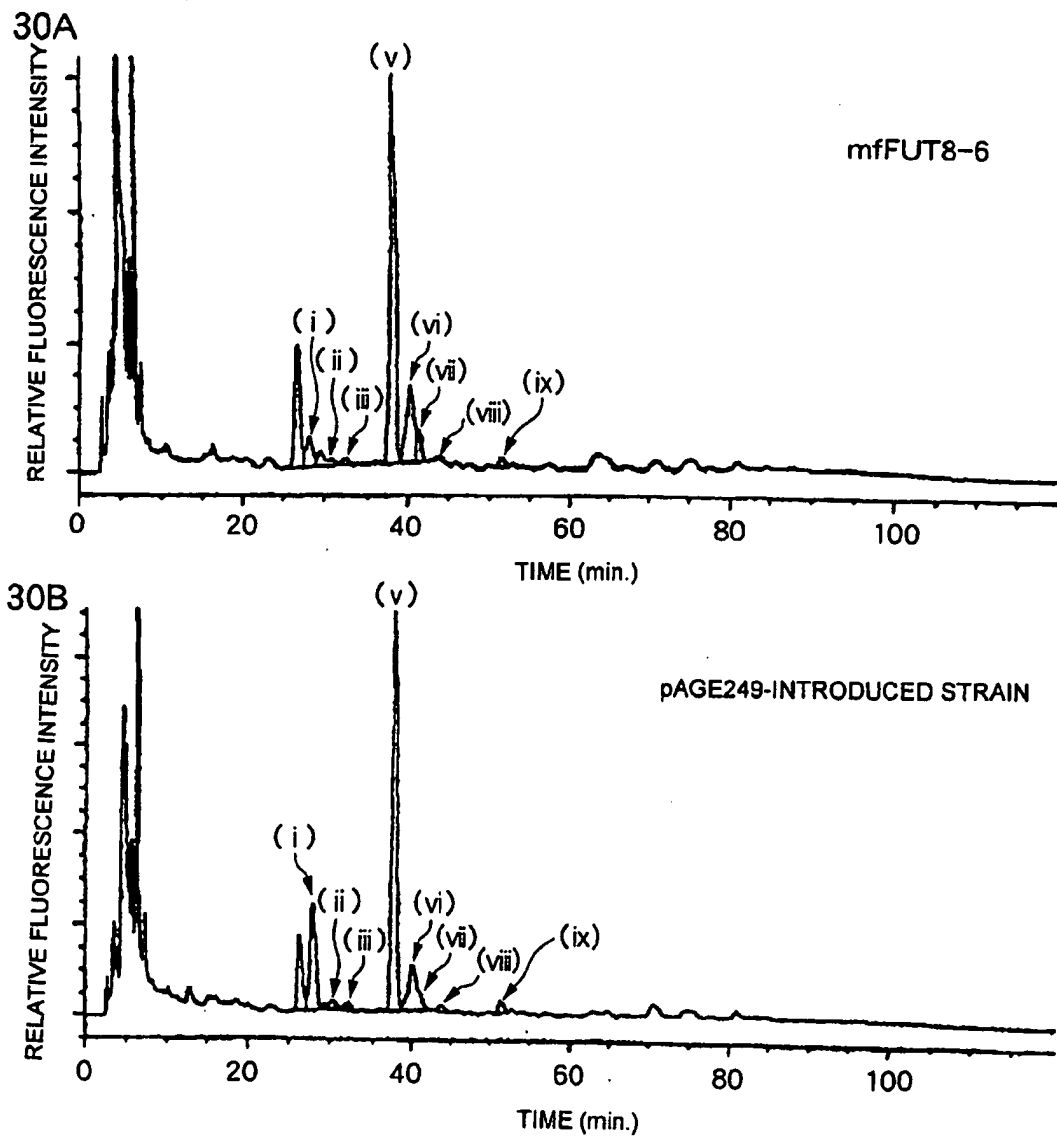 30A
RELATIVE FLUORESCENCE INTENSITY
mfFUT8-6
(v)
(i)
(ii)
(iii)
(vi)
(vii)
(viii)
(ix)
0 20 40 60 80 100
TIME (min.)
30B
RELATIVE FLUORESCENCE INTENSITY
pAGE249-INTRODUCED STRAIN
(v)
(i)
(ii)
(iii)
(vi)
(vii)
(viii)
(ix)
0 20 40 60 80 100
TIME (min.)